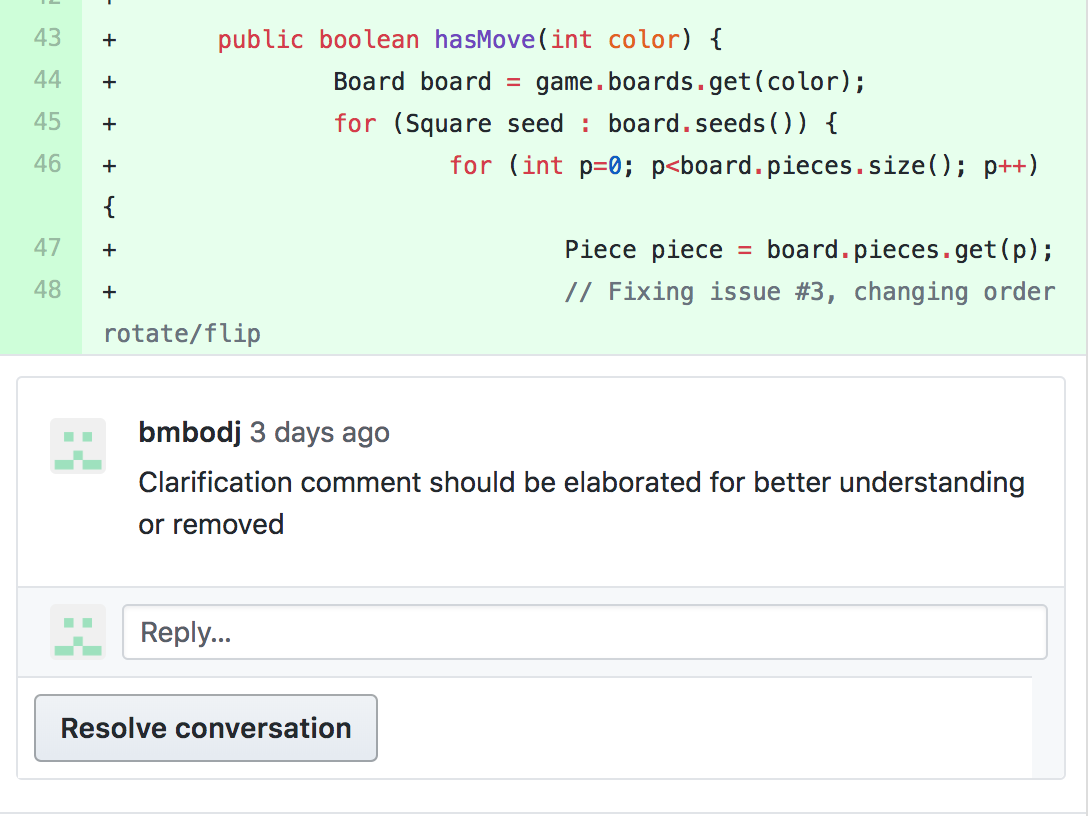 43 + public boolean hasMove(int color) {
44 + Board board = game.boards.get(color);
45 + for (Square seed : board.seeds()) {
46 + for (int p=0; p<board.pieces.size(); p++)
{
47 + Piece piece = board.pieces.get(p);
48 + // Fixing issue #3, changing order
rotate/flip
bmbodj 3 days ago
Clarification comment should be elaborated for better understanding
or removed
Reply...
Resolve conversation